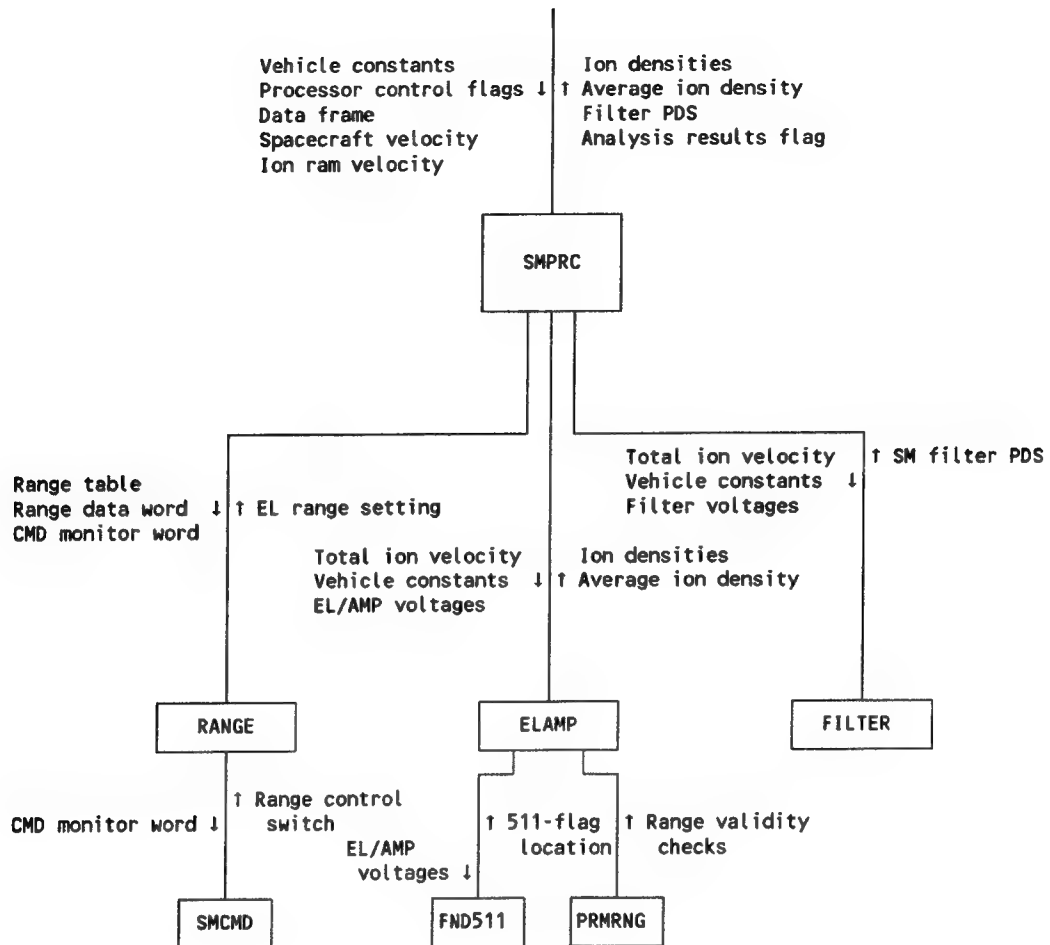 Vehicle constants
Processor control flags ↓
Data frame
Spacecraft velocity
Ion ram velocity
Ion densities
↑ Average ion density
Filter PDS
Analysis results flag
SMPRC
Range table
Range data word ↓
CMD monitor word
↑ EL range setting
Total ion velocity
Vehicle constants ↓
EL/AMP voltages
Ion densities
↑ Average ion density
Total ion velocity
Vehicle constants ↓
Filter voltages
↑ SM filter PDS
RANGE
ELAMP
FILTER
CMD monitor word ↓
↑ Range control
switch
EL/AMP
voltages ↓
↑ 511-flag
location
↑ Range validity
checks
SMCMD
FND511
PRMRNG